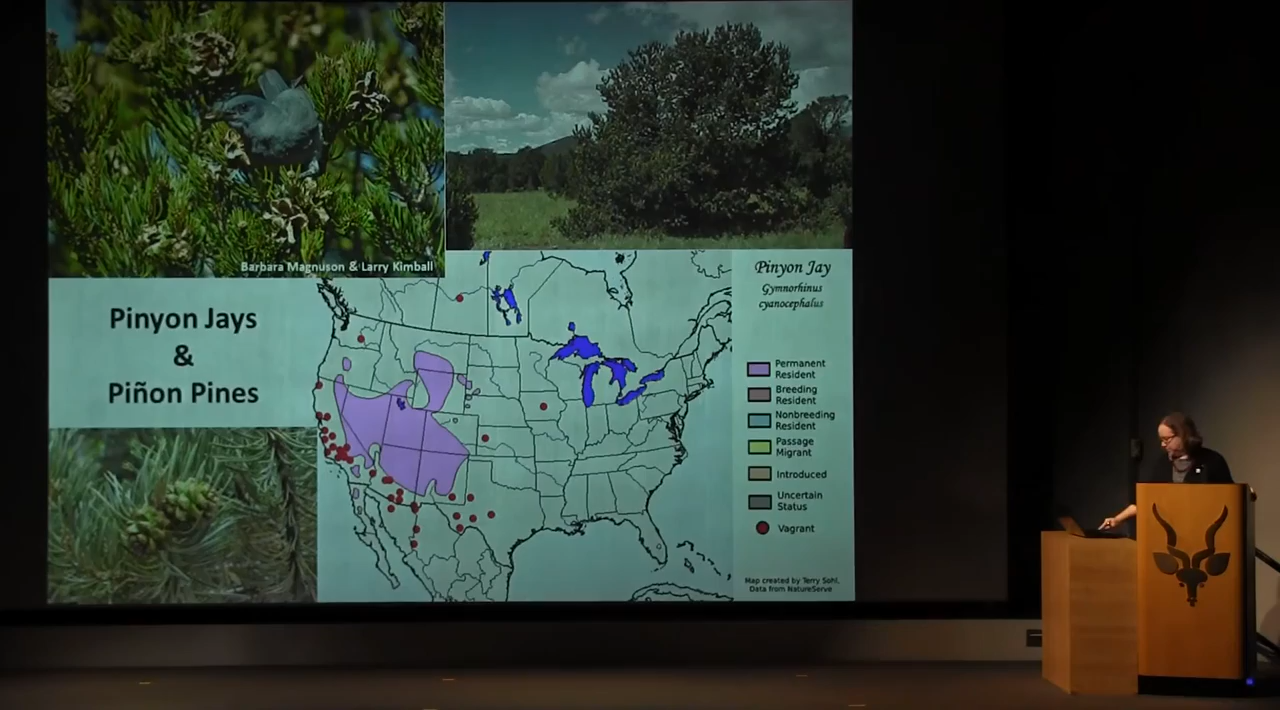 Barbara Magnuson & Larry Kimball
Pinyon Jays
&
Piñon Pines
Pinyon Jay
Gymnorhinus
cyanocephalus
Permanent
Resident
Breeding
Resident
Nonbreeding
Resident
Passage
Migrant
Introduced
Uncertain
Status
Vagrant
Map created by Terry Sohl,
Data from NatureServe